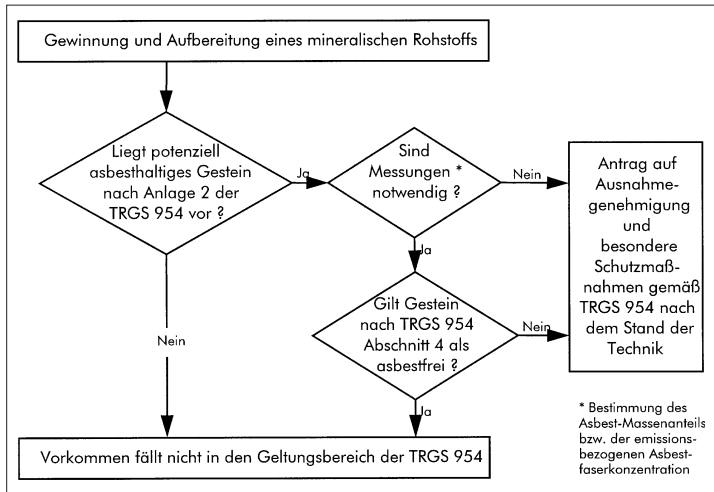 Gewinnung und Aufbereitung eines mineralischen Rohstoffs
Liegt potenziell
asbesthaltiges Gestein
nach Anlage 2 der
TRGS 954 vor ?
Ja
Sind
Messungen *
notwendig ?
Nein
Antrag auf
Ausnahme-
genehmigung
und
besondere
Schutzmaß-
nahmen gemäß
TRGS 954 nach
dem Stand der
Technik
Ja
Gilt Gestein
nach TRGS 954
Abschnitt 4 als
asbestfrei ?
Nein
Nein
Ja
* Bestimmung des
Asbest-Massenanteils
bzw. der emissions-
bezogenen Asbest-
faserkonzentration
Vorkommen fällt nicht in den Geltungsbereich der TRGS 954